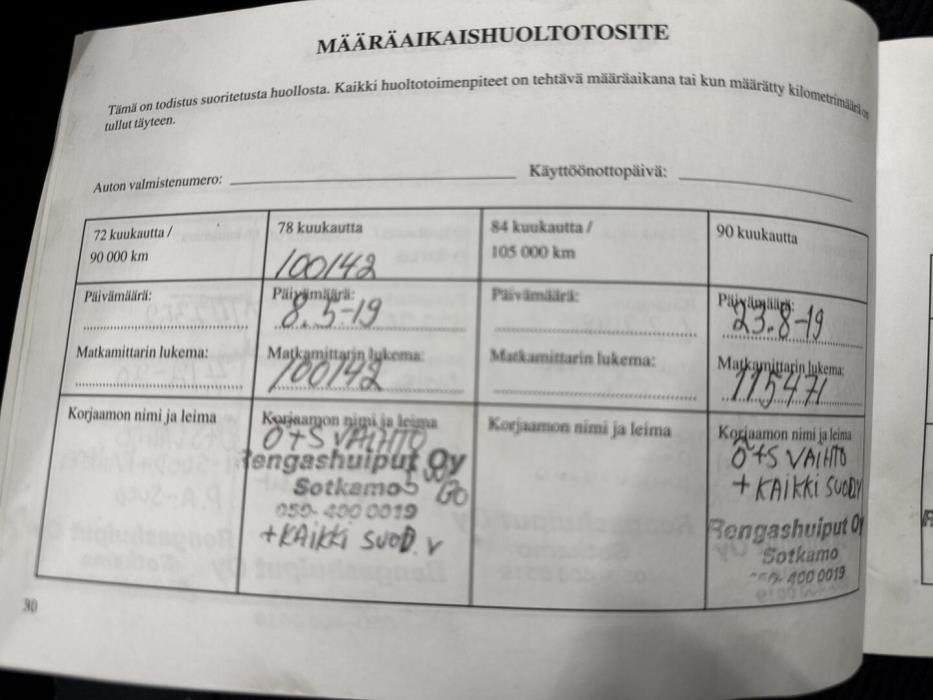 MÄÄRÄAIKAISHUOLTOTOSITE
Tämä on todistus suoritetusta huollosta. Kaikki huoltotoimenpiteet on tehtävä määräaikana tai kun määrätty kilometrimäärä on
tullut täyteen.
Auton valmistenumero:
Käyttöönottopäivä:
72 kuukautta /
90 000 km
Päivämäärä:
Matkamittarin lukema:
Korjaamon nimi ja leima
78 kuukautta
100142
Päivämäärä:
8.5-19
Matkamittarin lukema:
100142
Korjaamon nimi ja leima
Ö+S VAIHTO
Rengashuiput Oy
Sotkamo
050-400 0019
+KAIKKI SUOD.
84 kuukautta /
105 000 km
Päivämäärä:
Matkamittarin lukema:
Korjaamon nimi ja leima
90 kuukautta
Päivämäärä:
23.8-19
Matkamittarin lukema:
115471
Korjaamon nimi ja leima
Ö+S VAIHTO
+ KAIKKI SUOD
Rengashuiput Oy
Sotkamo
400 0019
30